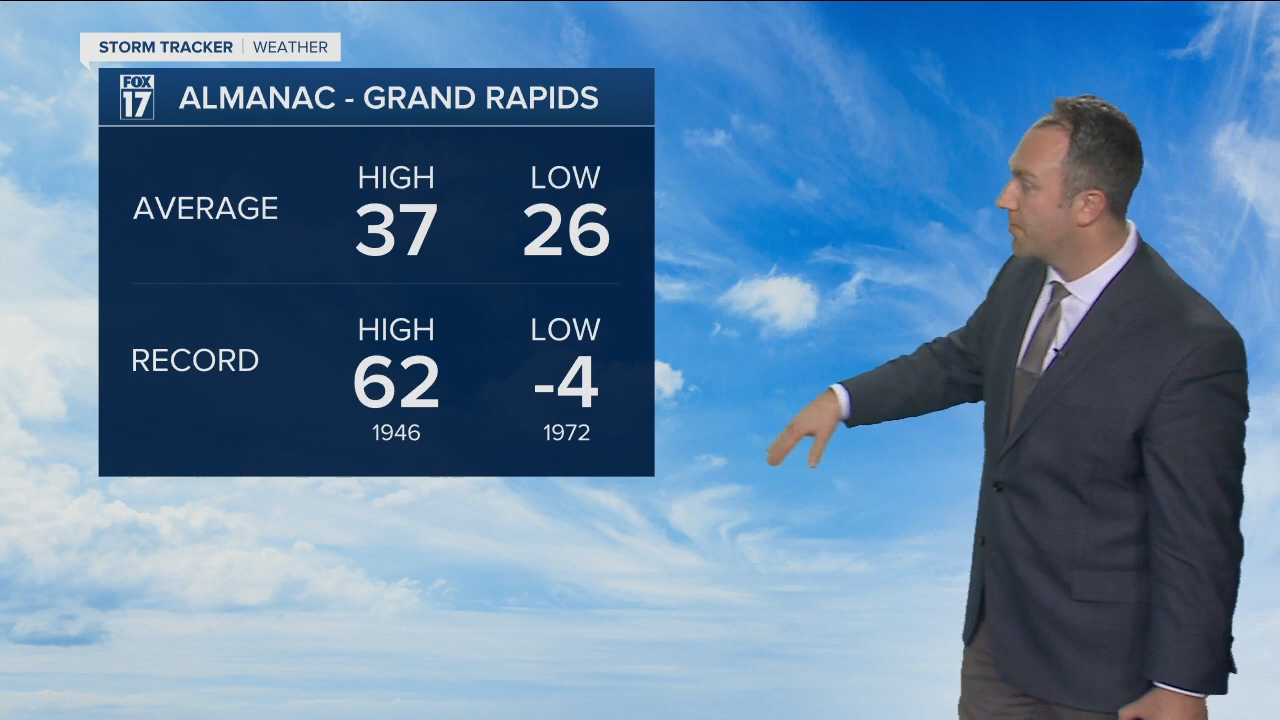 STORM TRACKER | WEATHER
FOX
17
ALMANAC - GRAND RAPIDS
HIGH LOW
AVERAGE
37 26
HIGH LOW
RECORD
62 -4
1946 1972